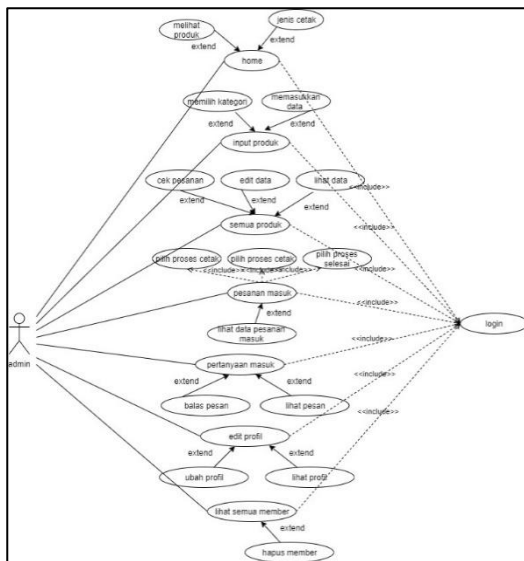 melihat
produk
jenis cetak
extend
extend
home
memilih kategori
memasukkan
data
extend
extend
input produk
cek pesanan
edit data
lihat data
extend
extend
extend
<<include>>
semua produk
<<include>>
pilih proses cetak
pilih proses cetak
pilih proses
selesai
<<include>>
<<include>>
<<include>>
<<include>>
pesanan masuk
extend
lihat data pesanan
masuk
login
admin
<<include>>
pertanyaan masuk
extend
extend
<<include>>
balas pesan
lihat pesan
<<include>>
edit profil
extend
extend
ubah profil
lihat profil
lihat semua member
extend
hapus member